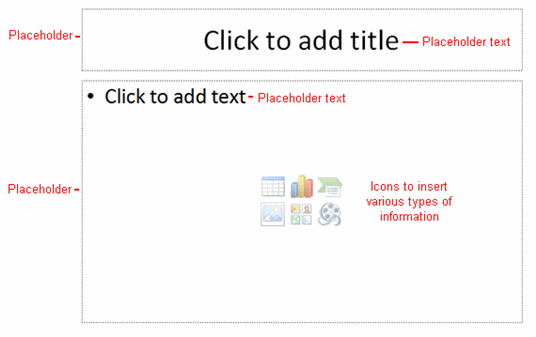 Placeholder
Click to add title
Placeholder text
• Click to add text
Placeholder text
Placeholder
Icons to insert
various types of
information